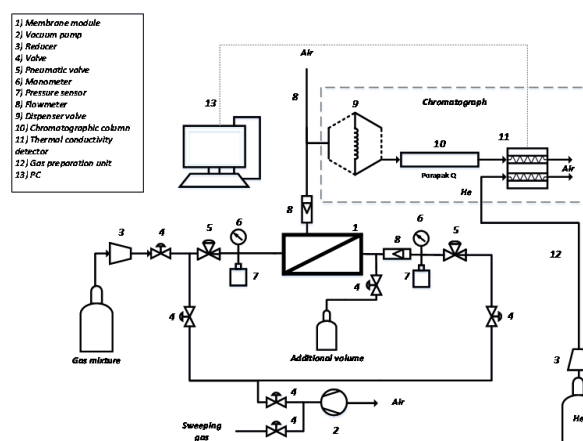 1) Membrane module
2) Vacuum pump
3) Reducer
4) Valve
5) Pneumatic valve
6) Manometer
7) Pressure sensor
8) Flowmeter
9) Dispenser valve
10) Chromatographic column
11) Thermal conductivity
detector
12) Gas preparation unit
13) PC
Air
13
8
9
Chromatograph
10
11
Porapak Q
Air
He
8
3
4
5
6
1
8
6
5
7
7
12
4
4
4
Gas mixture
Additional volume
3
4
Air
He
Sweeping
gas
4
2